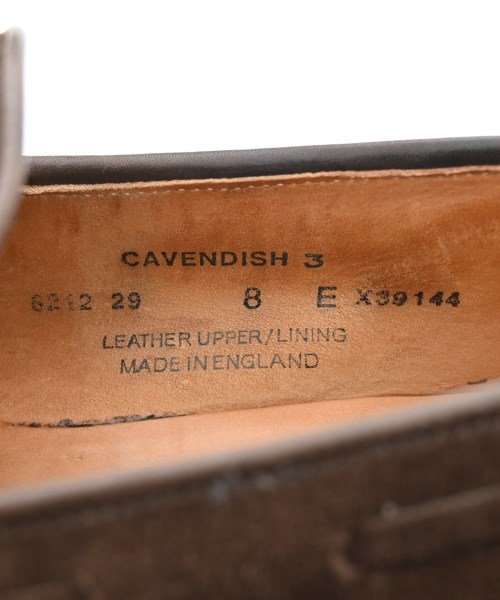 CAVENDISH 3
6212 29 8 E X39144
LEATHER UPPER/LINING
MADE IN ENGLAND